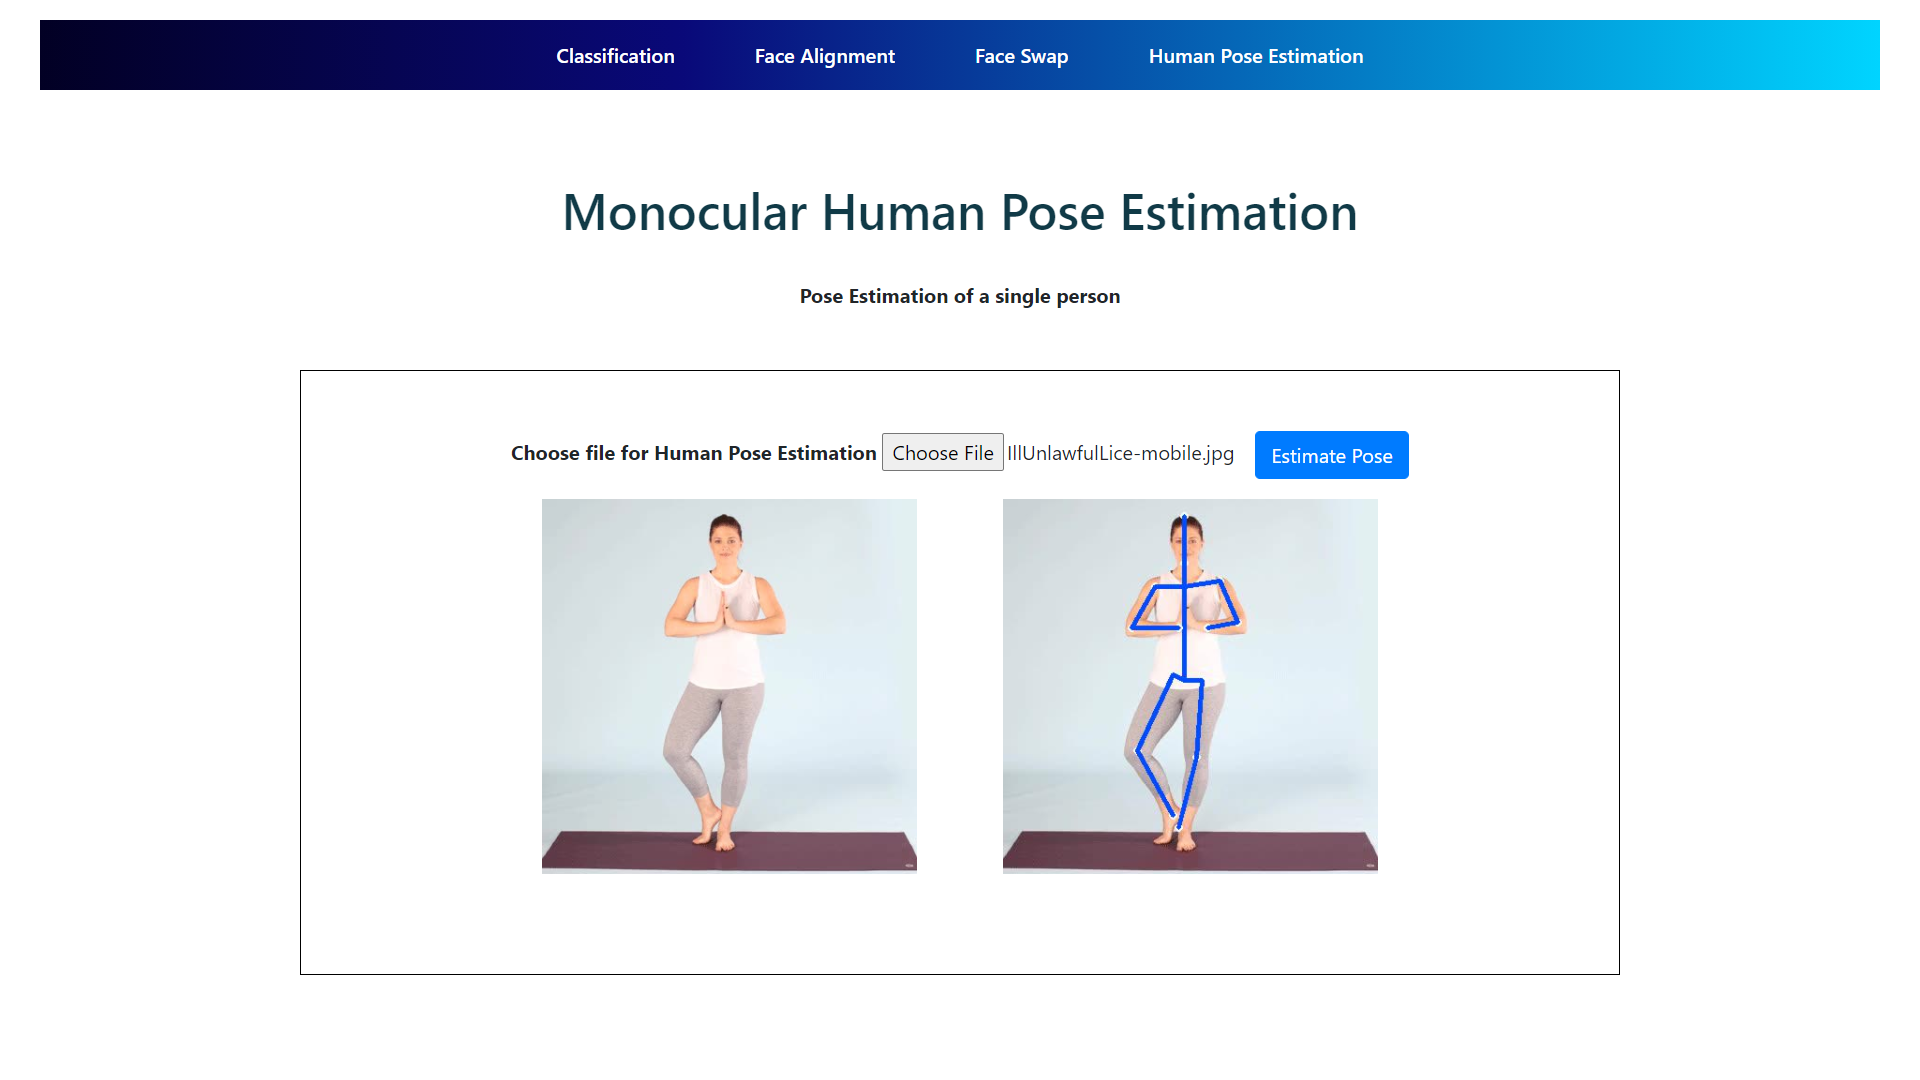 Classification Face Alignment Face Swap Human Pose Estimation
Monocular Human Pose Estimation
Pose Estimation of a single person
Choose file for Human Pose Estimation Choose File IllUnlawfulLice-mobile.jpg Estimate Pose